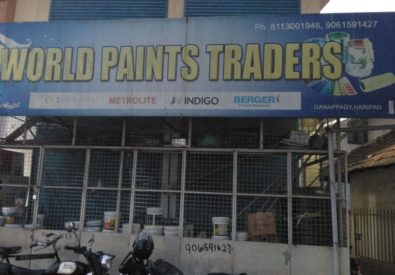 Ph: 8113001946, 9061591427
WORLD PAINTS TRADERS
METROLITE INDIGO BERGER
DANAPPADY, HARIPAD
9061591427